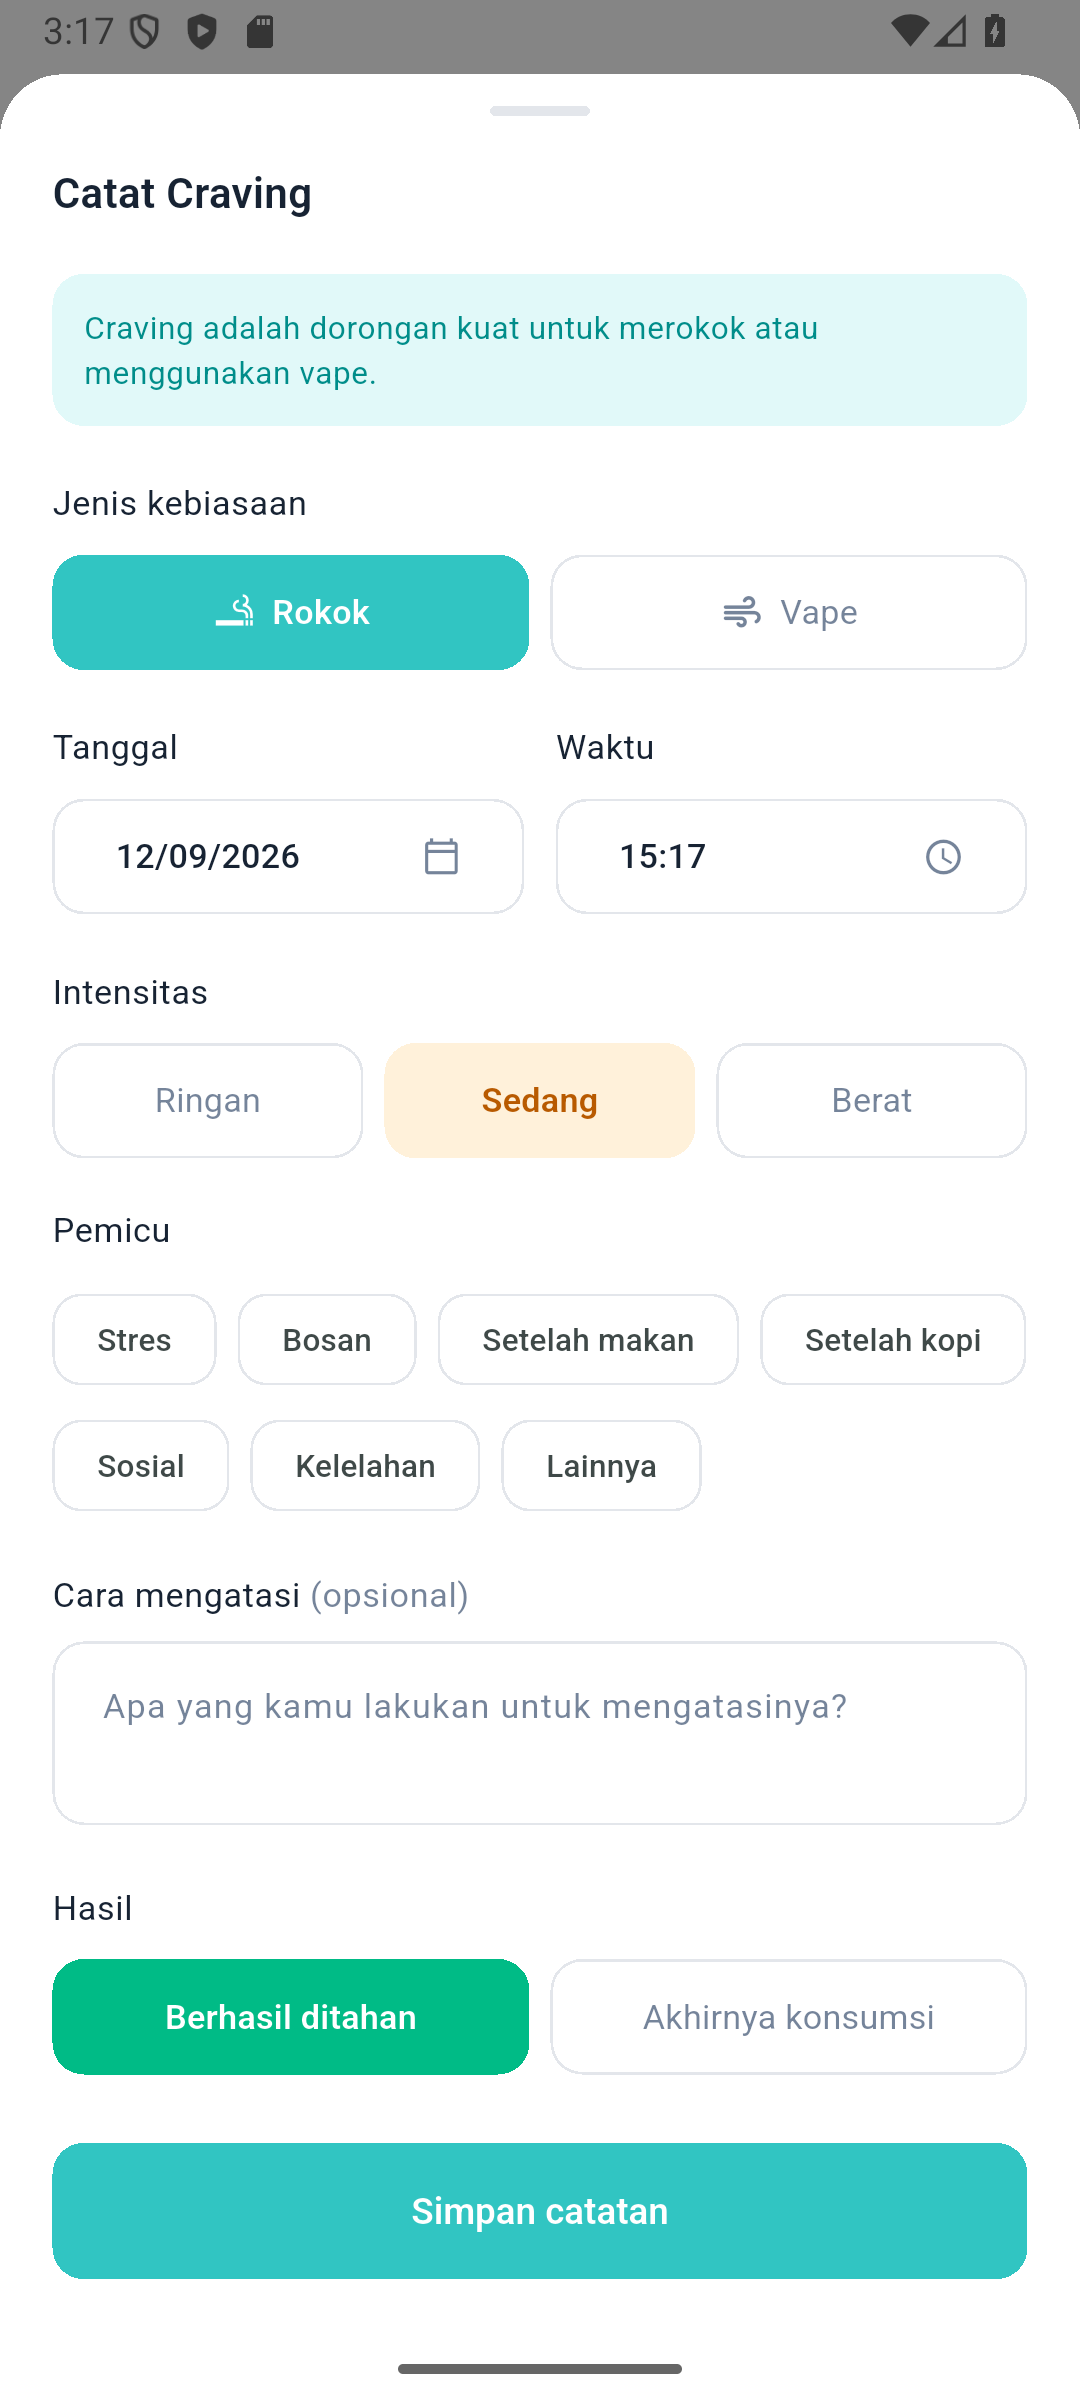 3:17
Catat Craving
Craving adalah dorongan kuat untuk merokok atau
menggunakan vape.
Jenis kebiasaan
Rokok
Vape
Tanggal
Waktu
12/09/2026
15:17
Intensitas
Ringan
Sedang
Berat
Pemicu
Stres
Bosan
Setelah makan
Setelah kopi
Sosial
Kelelahan
Lainnya
Cara mengatasi (opsional)
Apa yang kamu lakukan untuk mengatasinya?
Hasil
Berhasil ditahan
Akhirnya konsumsi
Simpan catatan